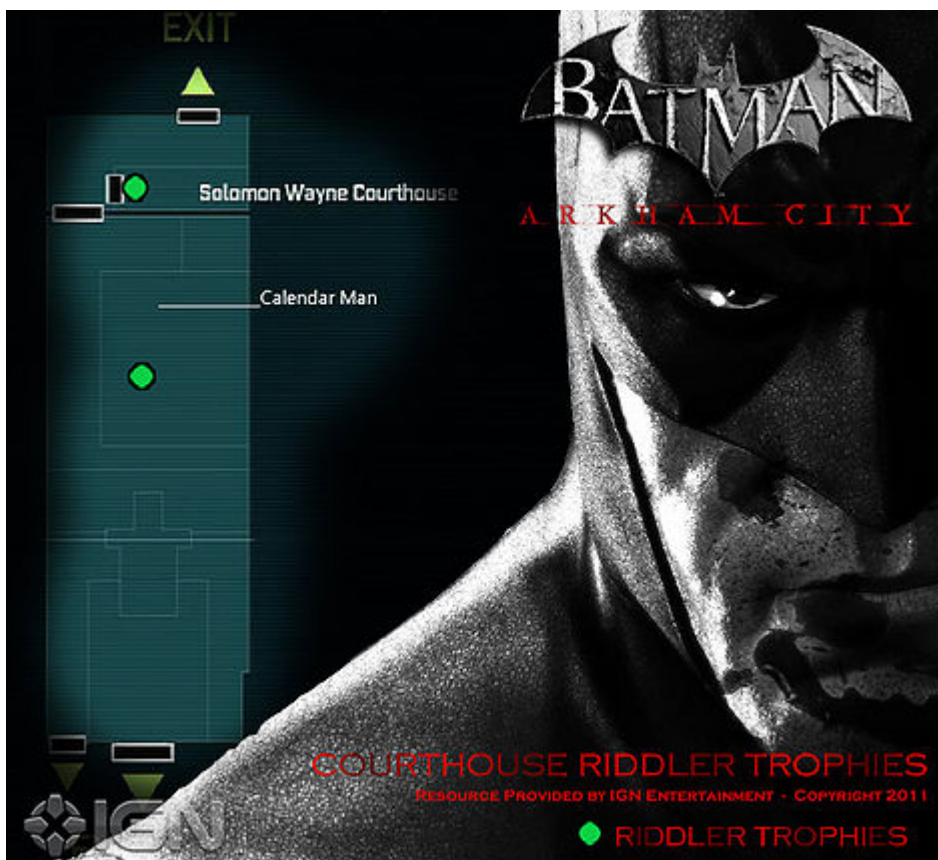 EXIT
BATMAN
ARKHAM CITY
Solomon Wayne Courthouse
Calendar Man
COURTHOUSE RIDDLER TROPHIES
RESOURCE PROVIDED BY IGN ENTERTAINMENT - COPYRIGHT 2011
RIDDLER TROPHIES
IGN